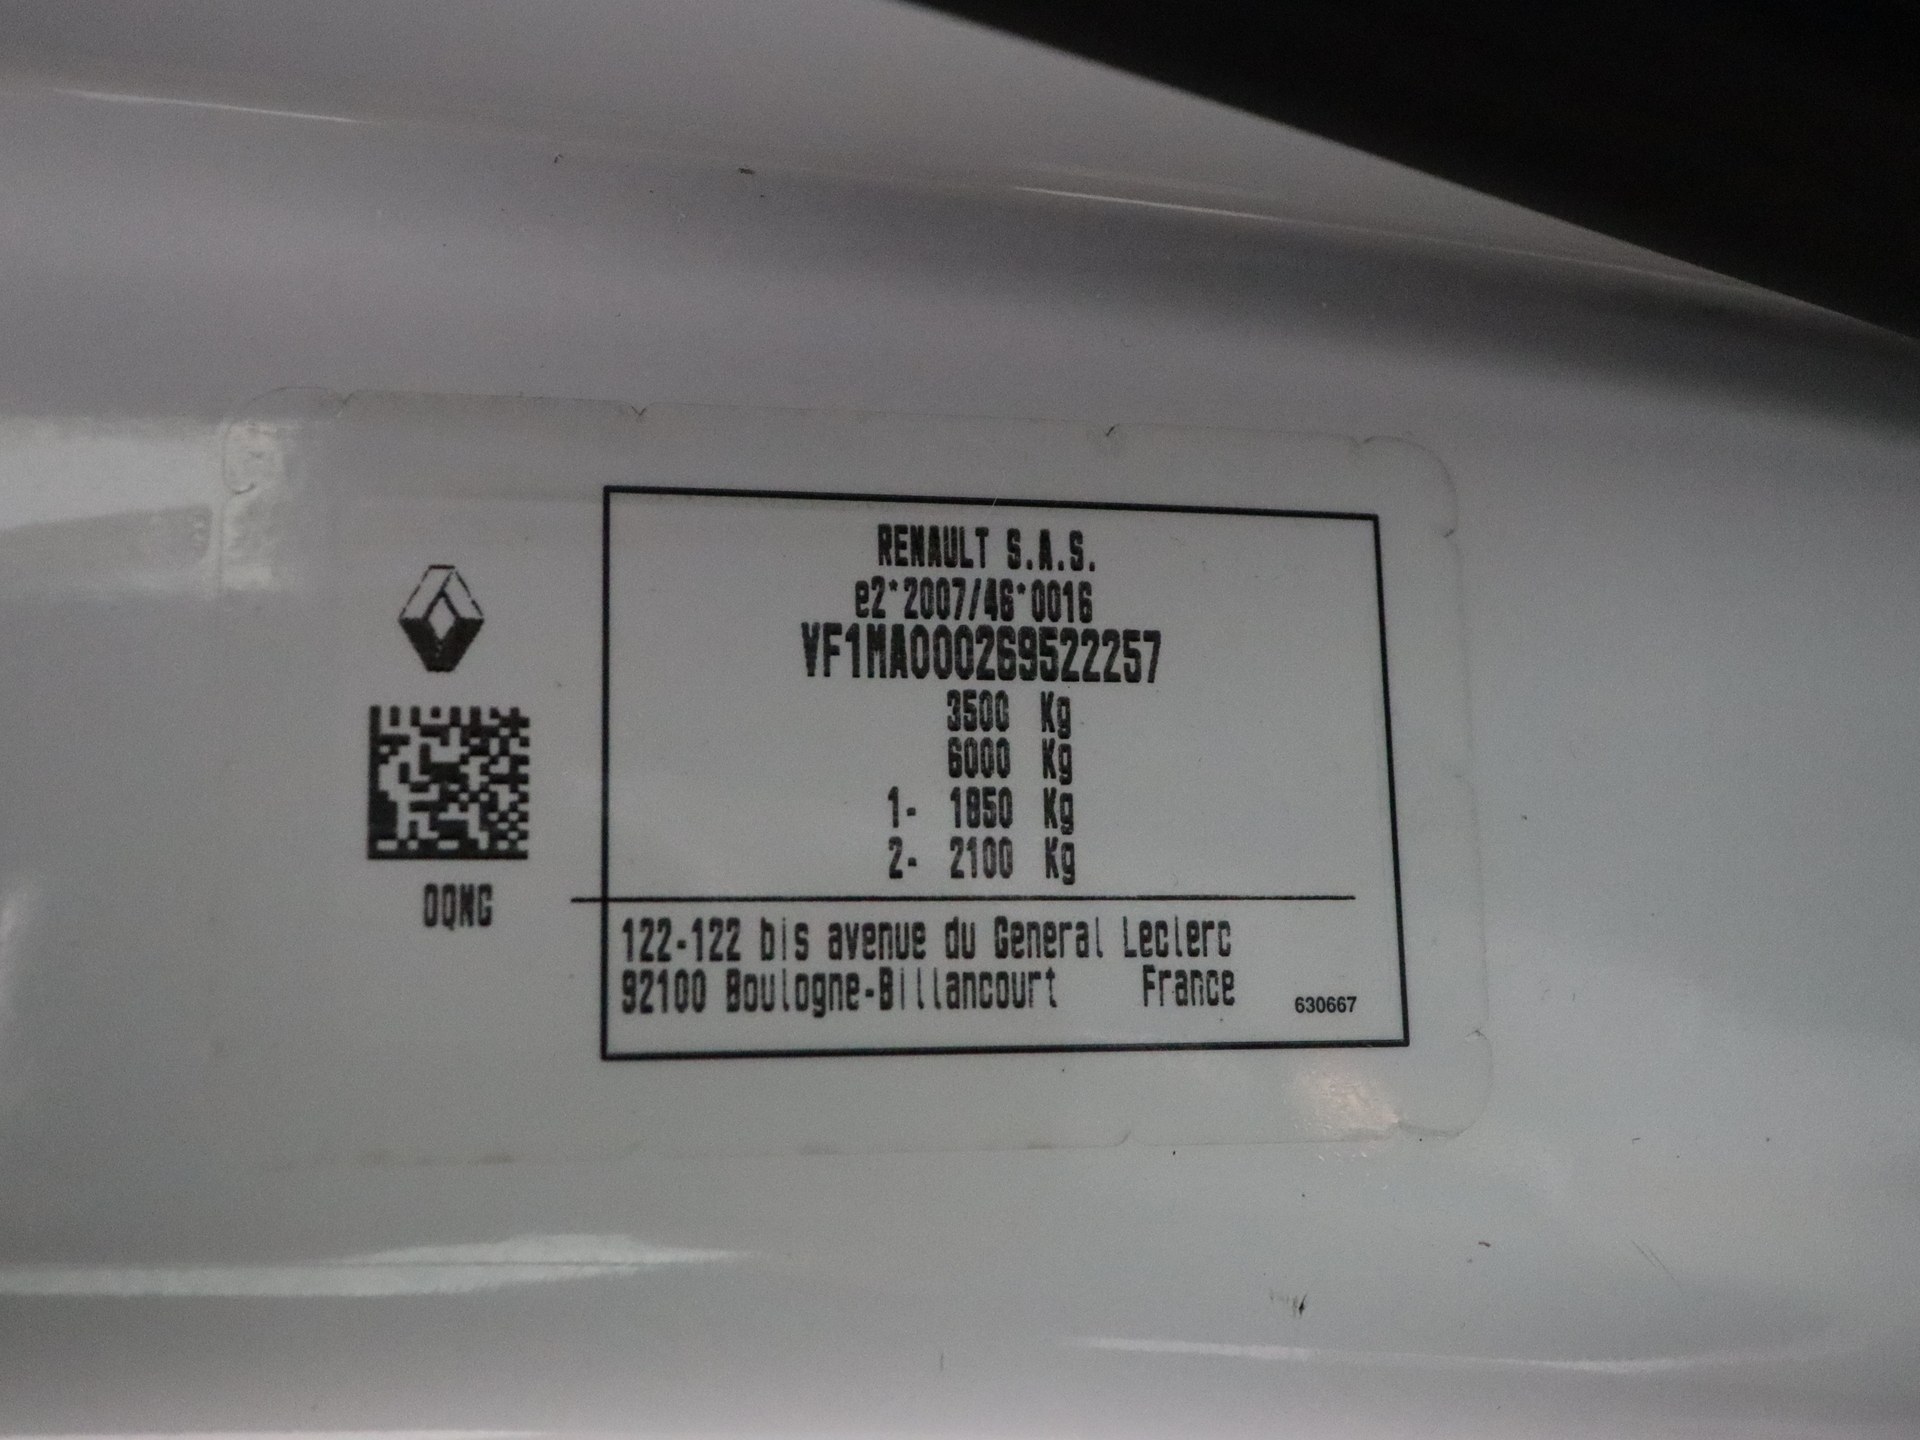 RENAULT S.A.S.
e2*2007/46*0016
VF1MA000269522257
3500 Kg
6000 Kg
1- 1850 Kg
2- 2100 Kg
0QNG
122-122 bis avenue du General Leclerc
92100 Boulogne-Billancourt France
630667